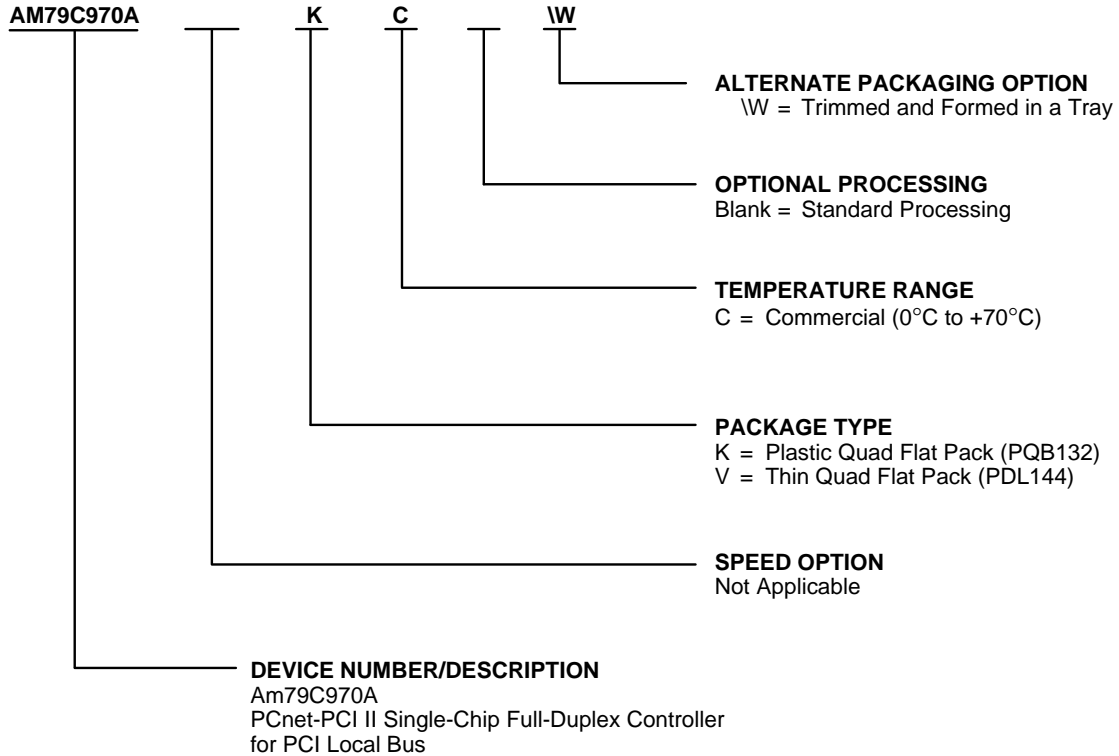 AM79C970A K C \W
ALTERNATE PACKAGING OPTION
\W = Trimmed and Formed in a Tray
OPTIONAL PROCESSING
Blank = Standard Processing
TEMPERATURE RANGE
C = Commercial (0°C to +70°C)
PACKAGE TYPE
K = Plastic Quad Flat Pack (PQB132)
V = Thin Quad Flat Pack (PDL144)
SPEED OPTION
Not Applicable
DEVICE NUMBER/DESCRIPTION
Am79C970A
PCnet-PCI II Single-Chip Full-Duplex Controller
for PCI Local Bus